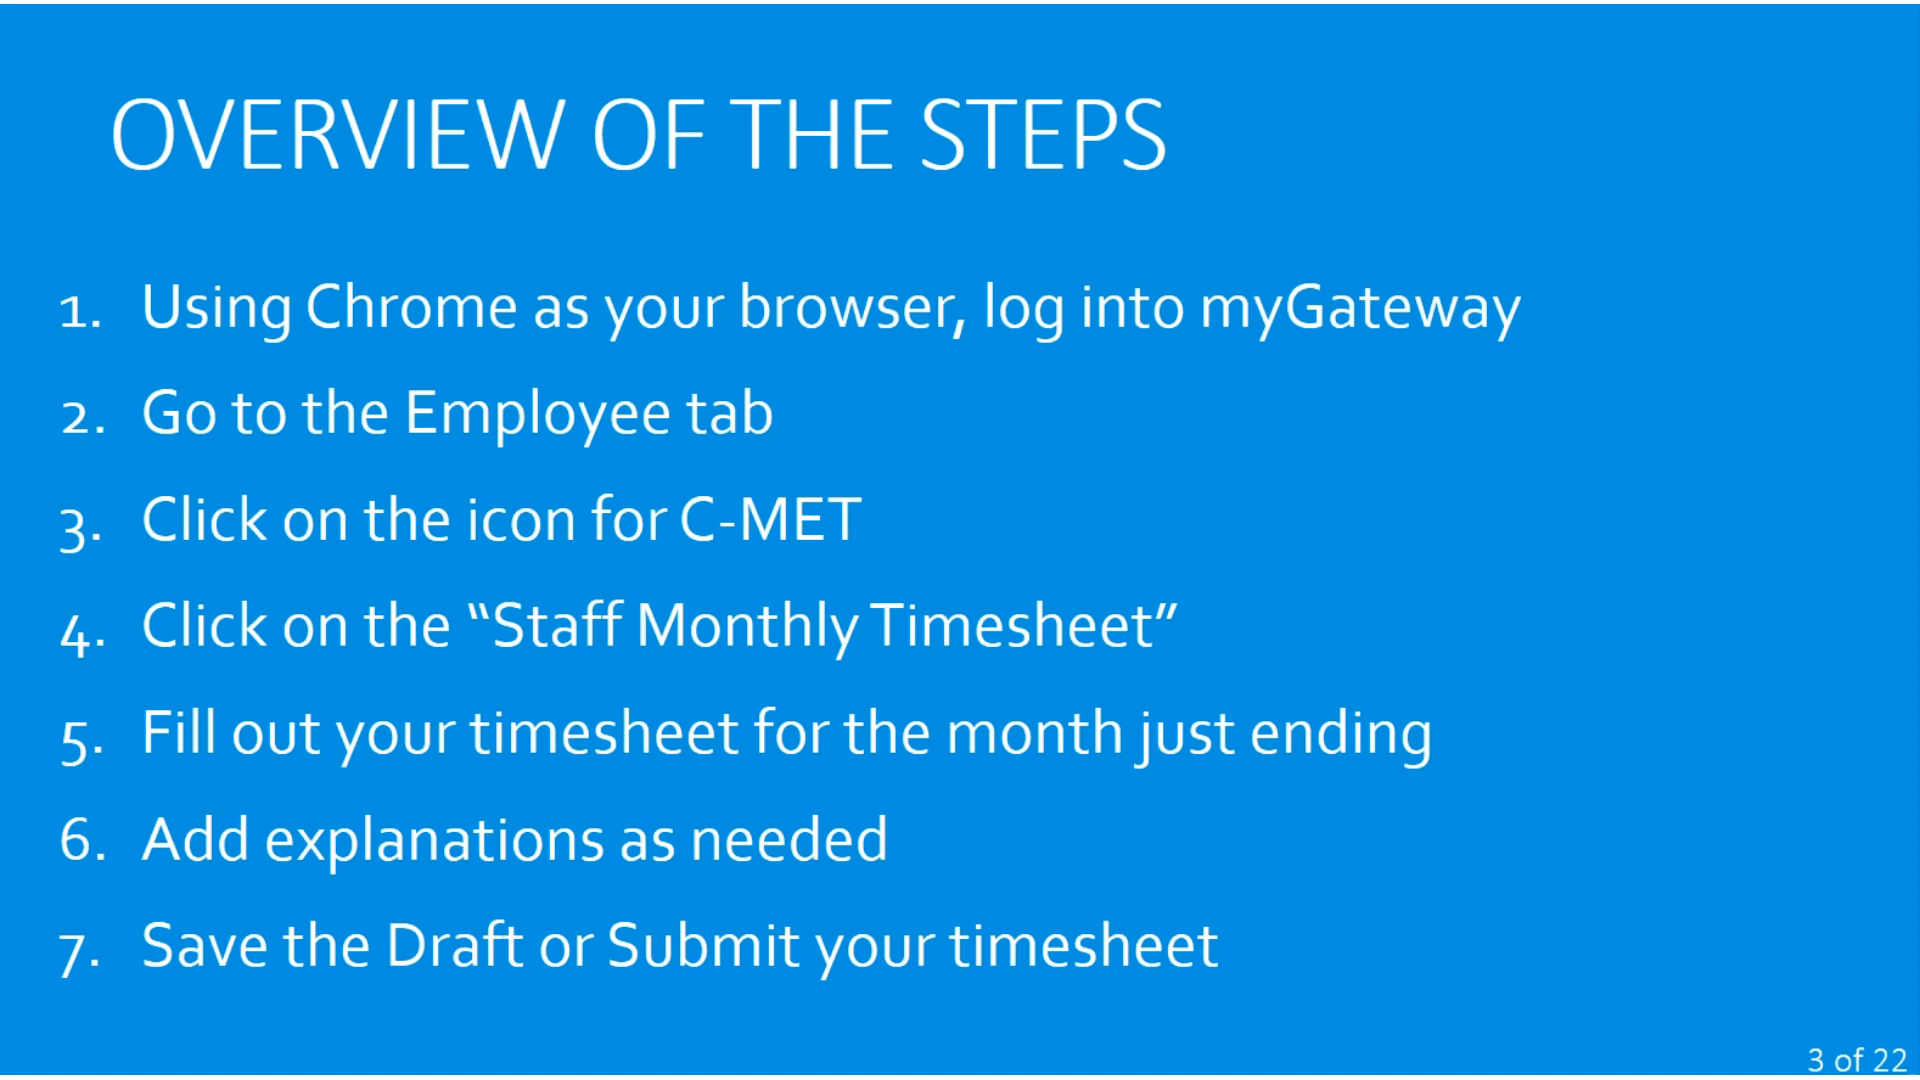 OVERVIEW OF THE STEPS
1. Using Chrome as your browser, log into myGateway
2. Go to the Employee tab
3. Click on the icon for C-MET
4. Click on the “Staff Monthly Timesheet”
5. Fill out your timesheet for the month just ending
6. Add explanations as needed
7. Save the Draft or Submit your timesheet
3 of 22